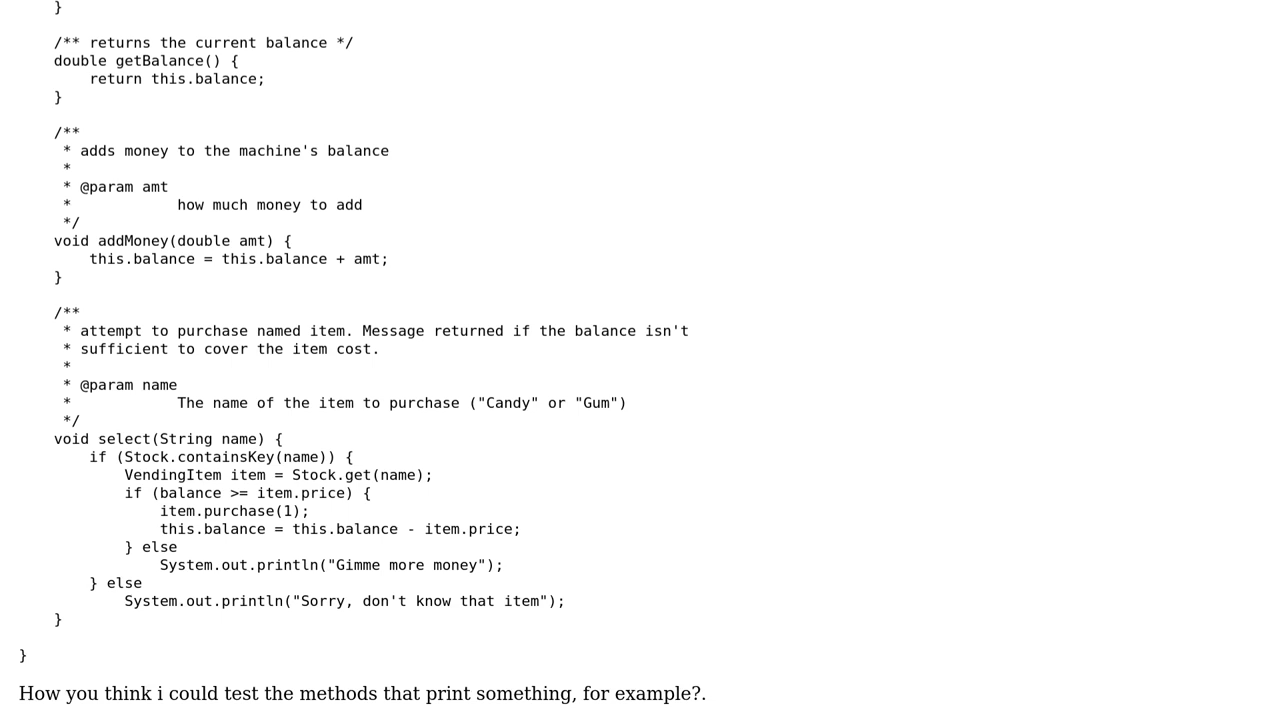 }
/** returns the current balance */
double getBalance() {
return this.balance;
}
/**
* adds money to the machine's balance
*
* @param amt
* how much money to add
*/
void addMoney(double amt) {
this.balance = this.balance + amt;
}
/**
* attempt to purchase named item. Message returned if the balance isn't
* sufficient to cover the item cost.
*
* @param name
* The name of the item to purchase ("Candy" or "Gum")
*/
void select(String name) {
if (Stock.containsKey(name)) {
VendingItem item = Stock.get(name);
if (balance >= item.price) {
item.purchase(1);
this.balance = this.balance - item.price;
} else
System.out.println("Gimme more money");
} else
System.out.println("Sorry, don't know that item");
}
}
How you think i could test the methods that print something, for example?.